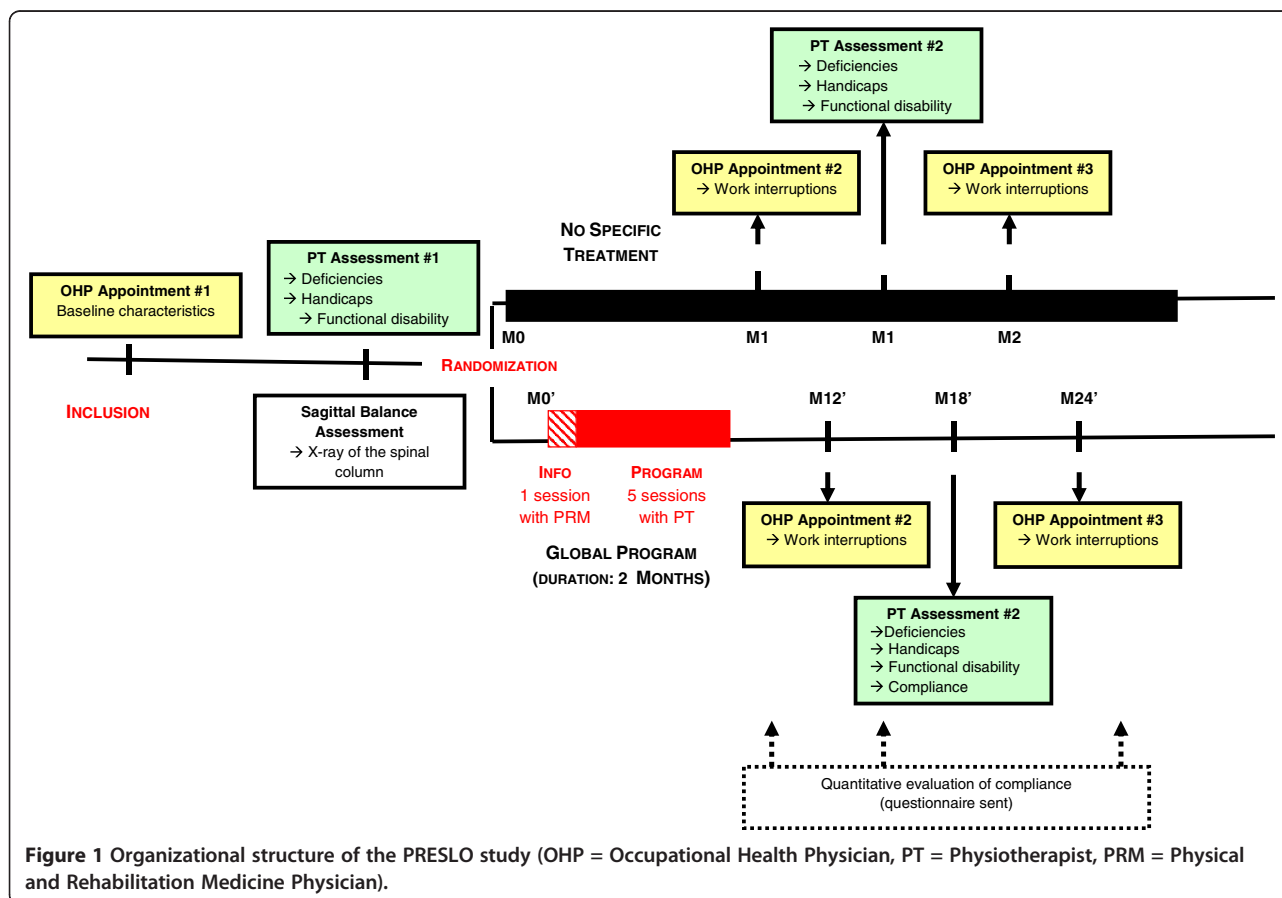 PT Assessment #2
→ Deficiencies
→ Handicaps
→ Functional disability
OHP Appointment #2
→ Work interruptions
OHP Appointment #3
→ Work interruptions
NO SPECIFIC
TREATMENT
PT Assessment #1
→ Deficiencies
→ Handicaps
→ Functional disability
OHP Appointment #1
Baseline characteristics
M0
M1
M1
M2
RANDOMIZATION
INCLUSION
Sagittal Balance
Assessment
→ X-ray of the spinal
column
M0'
M12'
M18'
M24'
INFO
1 session
with PRM
PROGRAM
5 sessions
with PT
GLOBAL PROGRAM
(DURATION: 2 MONTHS)
OHP Appointment #2
→ Work interruptions
OHP Appointment #3
→ Work interruptions
PT Assessment #2
→Deficiencies
→ Handicaps
→ Functional disability
→ Compliance
Quantitative evaluation of compliance
(questionnaire sent)
Figure 1 Organizational structure of the PRESLO study (OHP = Occupational Health Physician, PT = Physiotherapist, PRM = Physical
and Rehabilitation Medicine Physician).